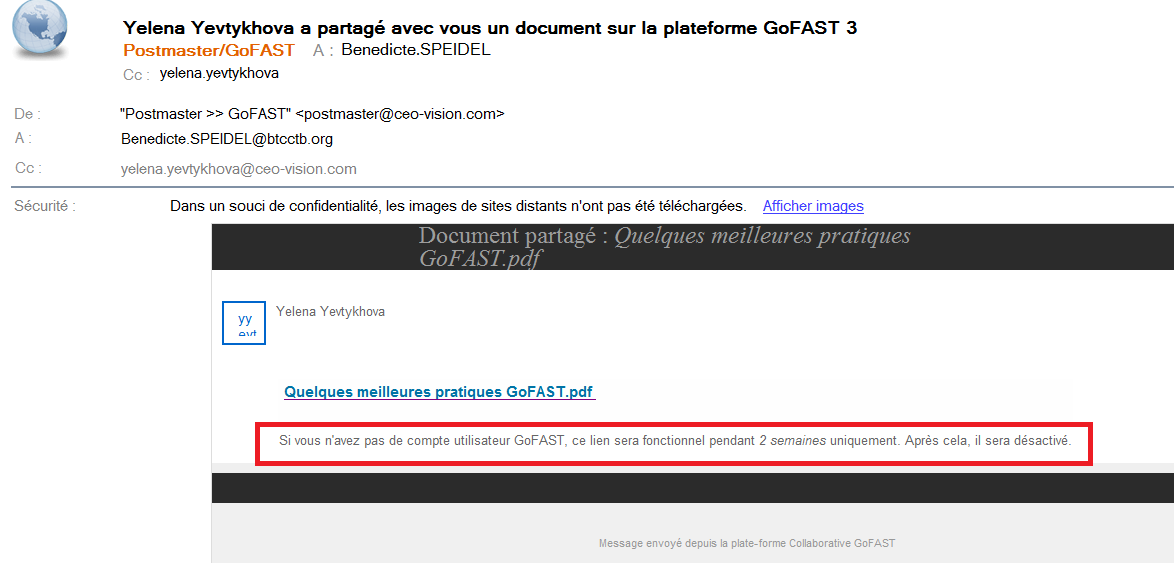 Yelena Yevtykhova a partagé avec vous un document sur la plateforme GoFAST 3
Postmaster/GoFAST A : Benedicte.SPEIDEL
Cc : yelena.yevtykhova
De : "Postmaster >> GoFAST" <postmaster@ceo-vision.com>
A : Benedicte.SPEIDEL@btcctb.org
Cc : yelena.yevtykhova@ceo-vision.com
Sécurité : Dans un souci de confidentialité, les images de sites distants n'ont pas été téléchargées. Afficher images
Document partagé : Quelques meilleures pratiques
GoFAST.pdf
Yelena Yevtykhova
yy
evt
Quelques meilleures pratiques GoFAST.pdf
Si vous n'avez pas de compte utilisateur GoFAST, ce lien sera fonctionnel pendant 2 semaines uniquement. Après cela, il sera désactivé.
Message envoyé depuis la plate-forme Collaborative GoFAST